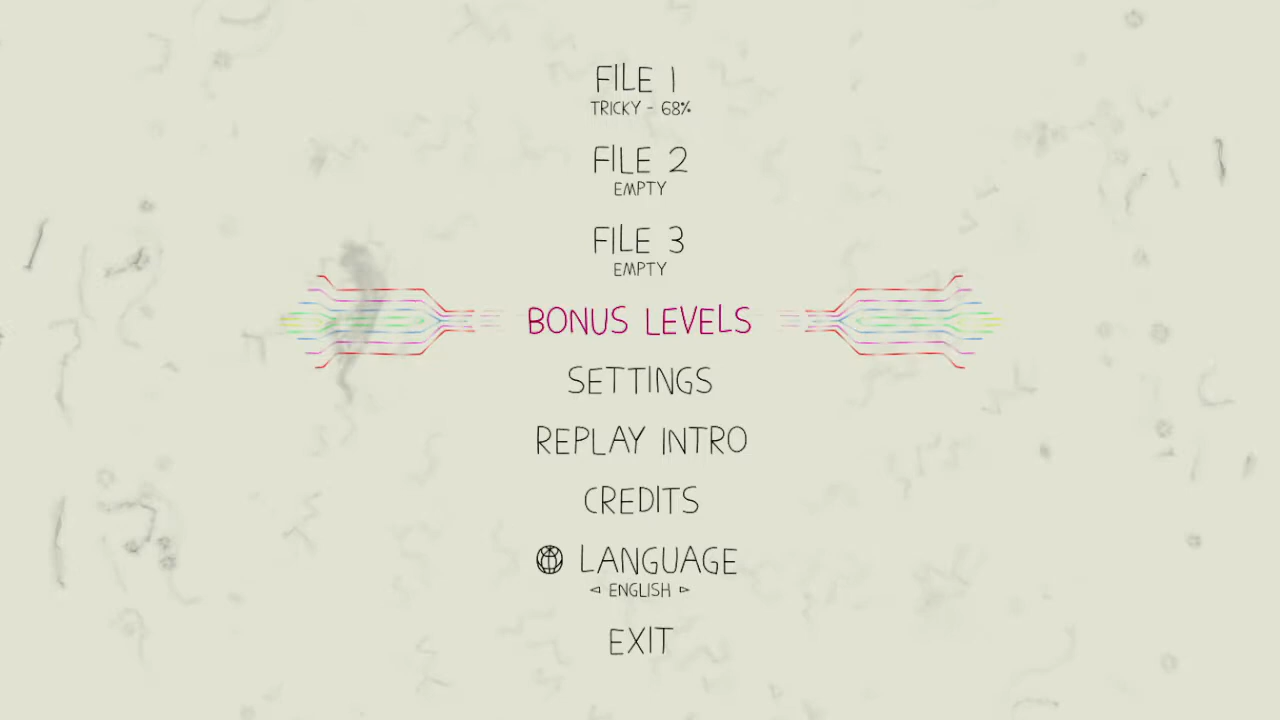 FILE 1
TRICKY - 68%
FILE 2
EMPTY
FILE 3
EMPTY
BONUS LEVELS
SETTINGS
REPLAY INTRO
CREDITS
LANGUAGE
ENGLISH
EXIT